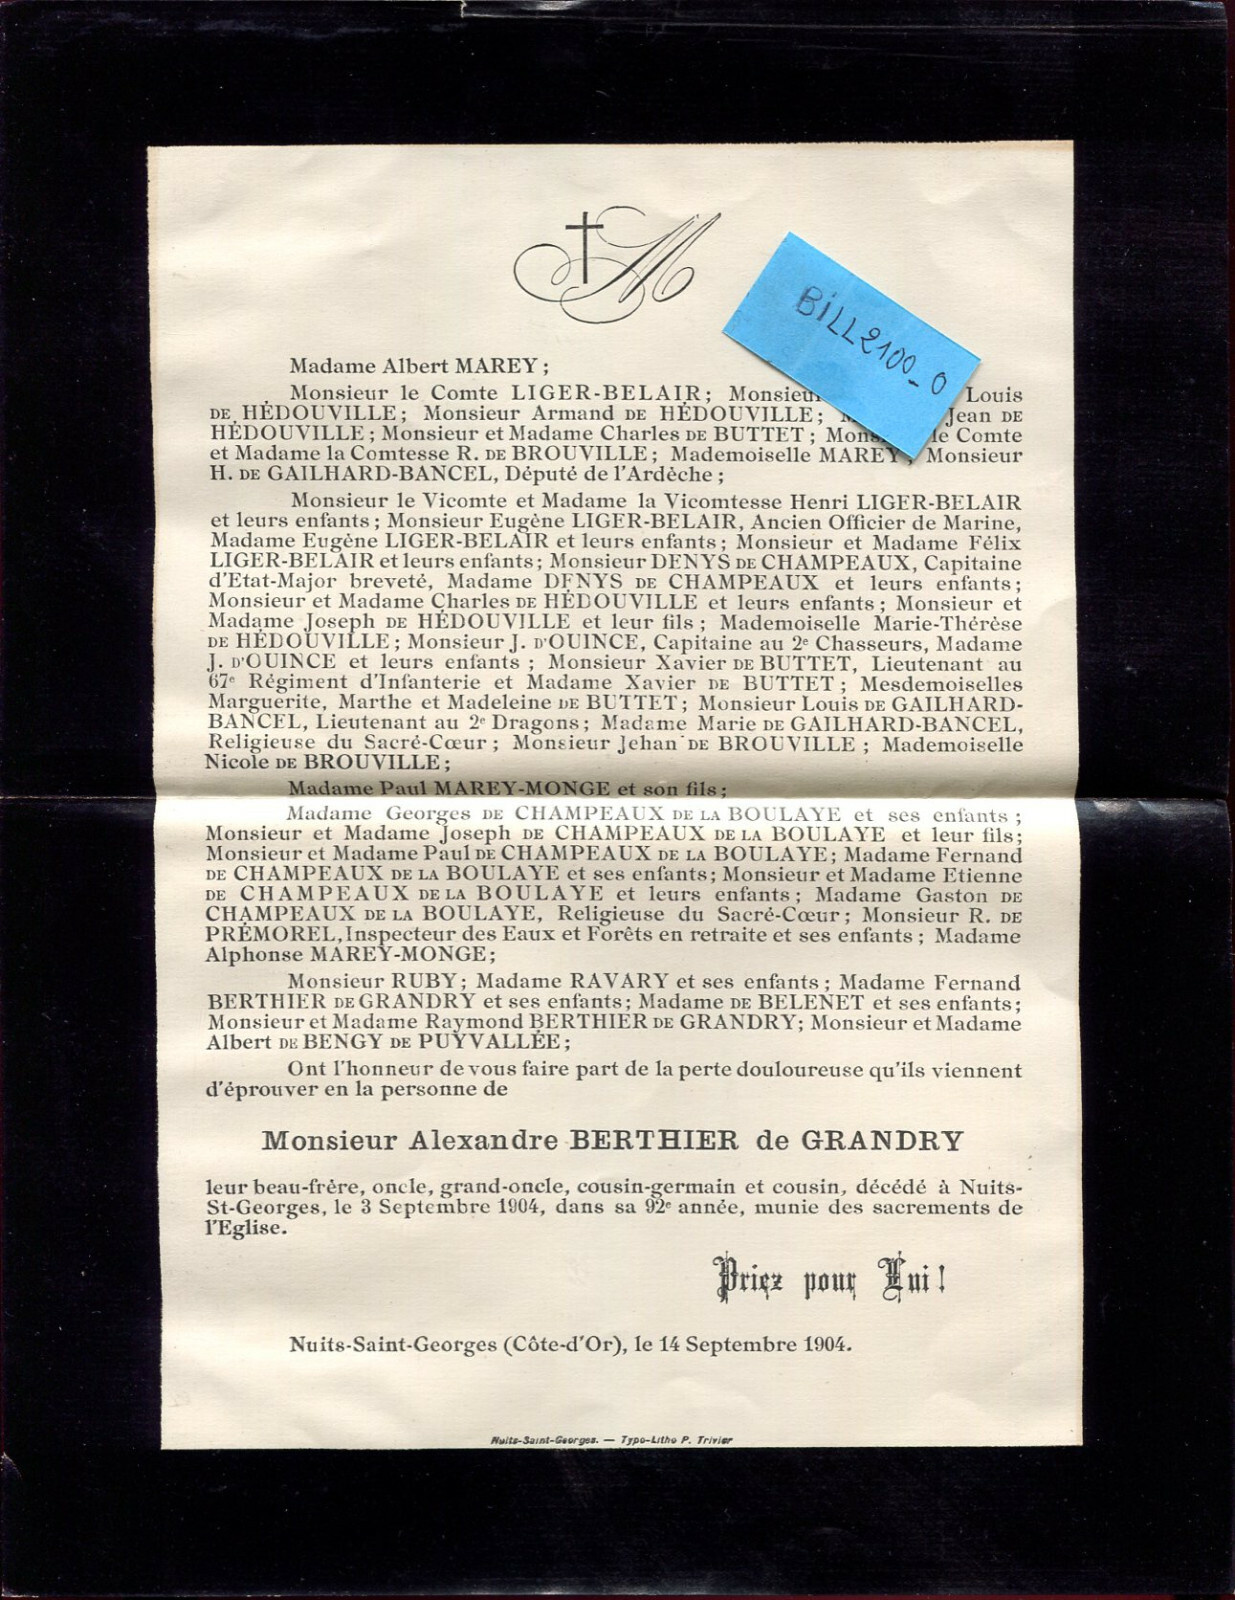 M
BILL2100_0
Madame Albert MAREY ;
Monsieur le Comte LIGER-BELAIR ; Monsieur Louis
DE HÉDOUVILLE ; Monsieur Armand DE HÉDOUVILLE ; Jean DE
HÉDOUVILLE ; Monsieur et Madame Charles DE BUTTET ; le Comte
et Madame la Comtesse R. DE BROUVILLE ; Mademoiselle MAREY ; Monsieur
H. DE GAILHARD-BANCEL, Député de l'Ardèche ;
Monsieur le Vicomte et Madame la Vicomtesse Henri LIGER-BELAIR
et leurs enfants ; Monsieur Eugène LIGER-BELAIR, Ancien Officier de Marine,
Madame Eugène LIGER-BELAIR et leurs enfants ; Monsieur et Madame Félix
LIGER-BELAIR et leurs enfants ; Monsieur DENYS DE CHAMPEAUX, Capitaine
d'Etat-Major breveté, Madame DENYS DE CHAMPEAUX et leurs enfants ;
Monsieur et Madame Charles DE HÉDOUVILLE et leurs enfants ; Monsieur et
Madame Joseph DE HÉDOUVILLE et leur fils ; Mademoiselle Marie-Thérèse
DE HÉDOUVILLE ; Monsieur J. D'OUINCE, Capitaine au 2e Chasseurs, Madame
J. D'OUINCE et leurs enfants ; Monsieur Xavier DE BUTTET, Lieutenant au
67e Régiment d'Infanterie et Madame Xavier DE BUTTET ; Mesdemoiselles
Marguerite, Marthe et Madeleine DE BUTTET ; Monsieur Louis DE GAILHARD-
BANCEL, Lieutenant au 2e Dragons ; Madame Marie DE GAILHARD-BANCEL,
Religieuse du Sacré-Cœur ; Monsieur Jehan DE BROUVILLE ; Mademoiselle
Nicole DE BROUVILLE ;
Madame Paul MAREY-MONGE et son fils ;
Madame Georges DE CHAMPEAUX DE LA BOULAYE et ses enfants ;
Monsieur et Madame Joseph DE CHAMPEAUX DE LA BOULAYE et leur fils ;
Monsieur et Madame Paul DE CHAMPEAUX DE LA BOULAYE ; Madame Fernand
DE CHAMPEAUX DE LA BOULAYE et ses enfants ; Monsieur et Madame Etienne
DE CHAMPEAUX DE LA BOULAYE et leurs enfants ; Madame Gaston DE
CHAMPEAUX DE LA BOULAYE, Religieuse du Sacré-Cœur ; Monsieur R. DE
PRÉMOREL, Inspecteur des Eaux et Forêts en retraite et ses enfants ; Madame
Alphonse MAREY-MONGE ;
Monsieur RUBY ; Madame RAVARY et ses enfants ; Madame Fernand
BERTHIER DE GRANDRY et ses enfants ; Madame DE BELENET et ses enfants ;
Monsieur et Madame Raymond BERTHIER DE GRANDRY ; Monsieur et Madame
Albert DE BENGY DE PUYVALLÉE ;
Ont l'honneur de vous faire part de la perte douloureuse qu'ils viennent
d'éprouver en la personne de
Monsieur Alexandre BERTHIER de GRANDRY
leur beau-frère, oncle, grand-oncle, cousin-germain et cousin, décédé à Nuits-
St-Georges, le 3 Septembre 1904, dans sa 92e année, munie des sacrements de
l'Eglise.
Priez pour Lui !
Nuits-Saint-Georges (Côte-d'Or), le 14 Septembre 1904.
Nuits-Saint-Georges. — Typo-Litho P. Trivier